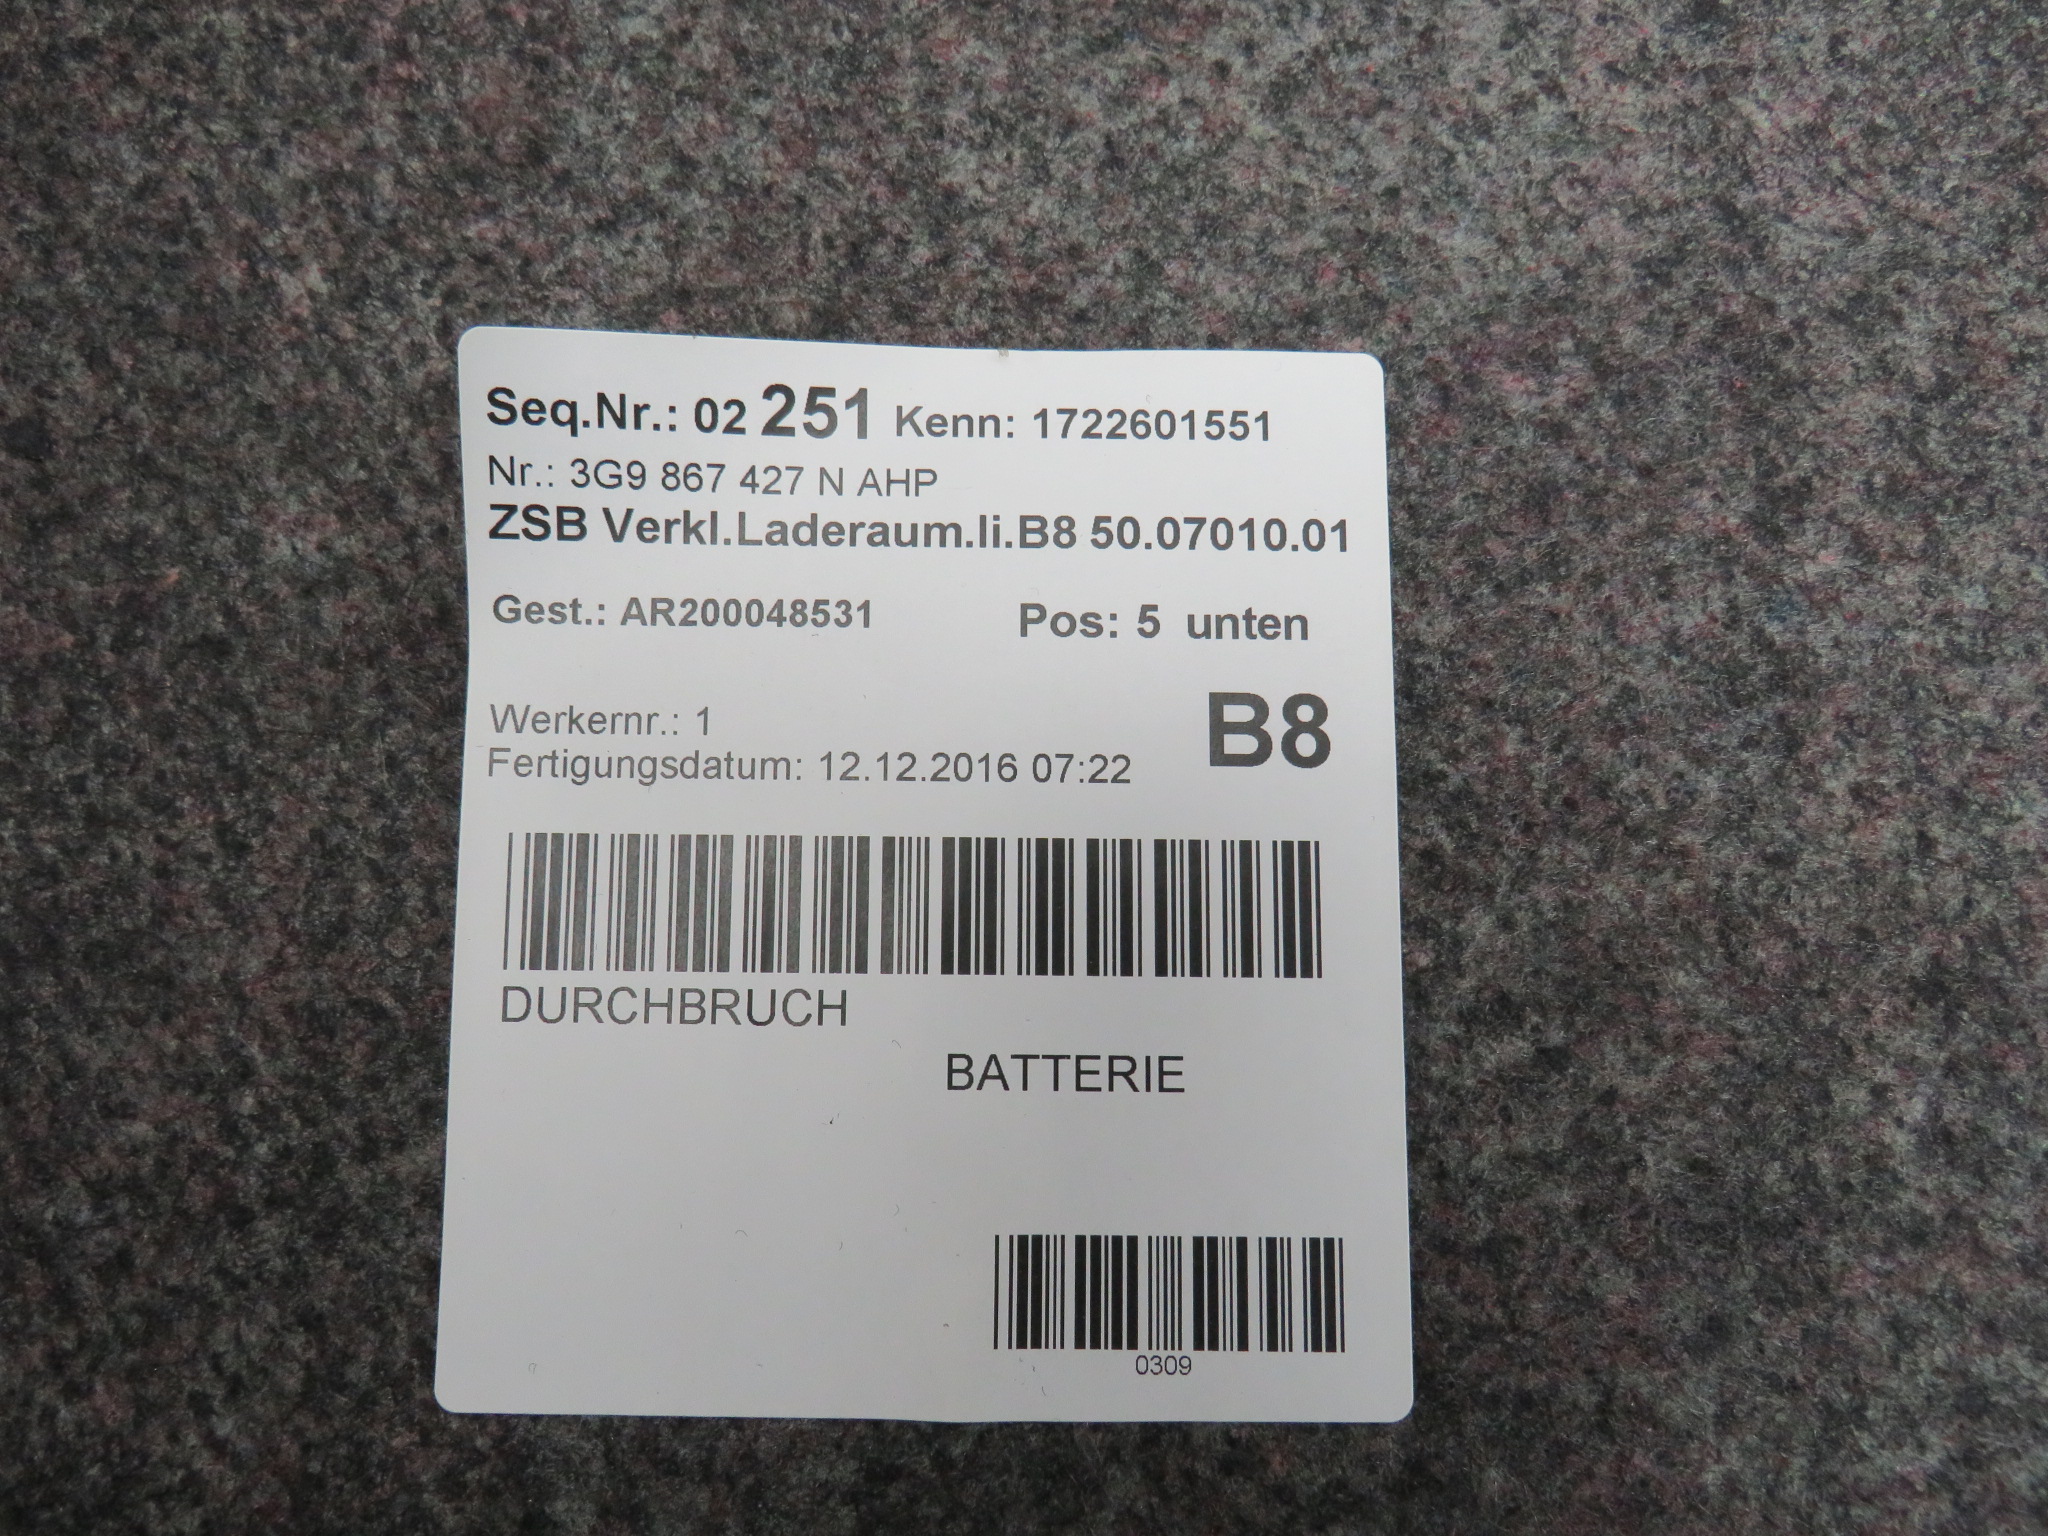 Seq.Nr.: 02 251 Kenn: 1722601551
Nr.: 3G9 867 427 N AHP
ZSB Verkl.Laderaum.li.B8 50.07010.01
Gest.: AR200048531 Pos: 5 unten
Werkernr.: 1
B8
Fertigungsdatum: 12.12.2016 07:22
DURCHBRUCH
BATTERIE
0309